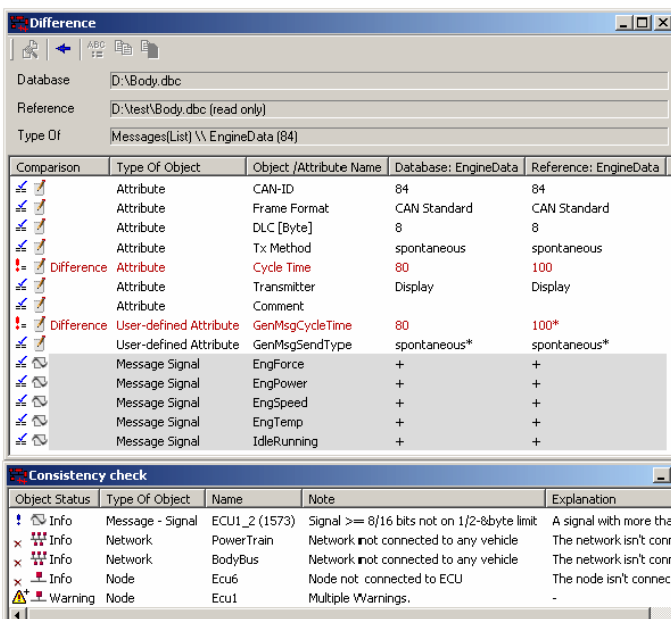 Difference
ABC
Database D:\Body.dbc
Reference D:\test\Body.dbc (read only)
Type Of Messages(List) \\ EngineData (84)
Comparison Type Of Object Object /Attribute Name Database: EngineData Reference: EngineData
Attribute CAN-ID 84 84
Attribute Frame Format CAN Standard CAN Standard
Attribute DLC [Byte] 8 8
Attribute Tx Method spontaneous spontaneous
Difference Attribute Cycle Time 80 100
Attribute Transmitter Display Display
Attribute Comment
Difference User-defined Attribute GenMsgCycleTime 80 100*
User-defined Attribute GenMsgSendType spontaneous* spontaneous*
Message Signal EngForce + +
Message Signal EngPower + +
Message Signal EngSpeed + +
Message Signal EngTemp + +
Message Signal IdleRunning + +
Consistency check
Object Status Type Of Object Name Note Explanation
Info Message - Signal ECU1_2 (1573) Signal >= 8/16 bits not on 1/2-&byte limit A signal with more tha
Info Network PowerTrain Network not connected to any vehicle The network isn't conr
Info Network BodyBus Network not connected to any vehicle The network isn't conr
Info Node Ecu6 Node not connected to ECU The node isn't connec
Warning Node Ecu1 Multiple Warnings. -